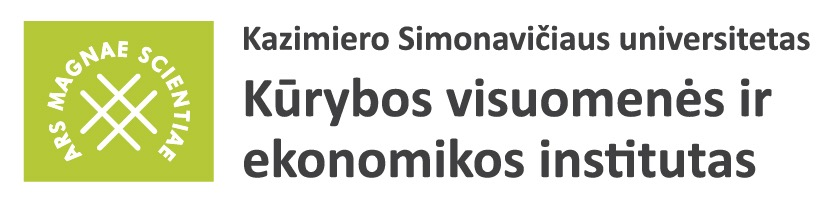 ARS MAGNAE SCIENTIAE
Kazimiero Simonavičiaus universitetas
Kūrybos visuomenės ir
ekonomikos institutas